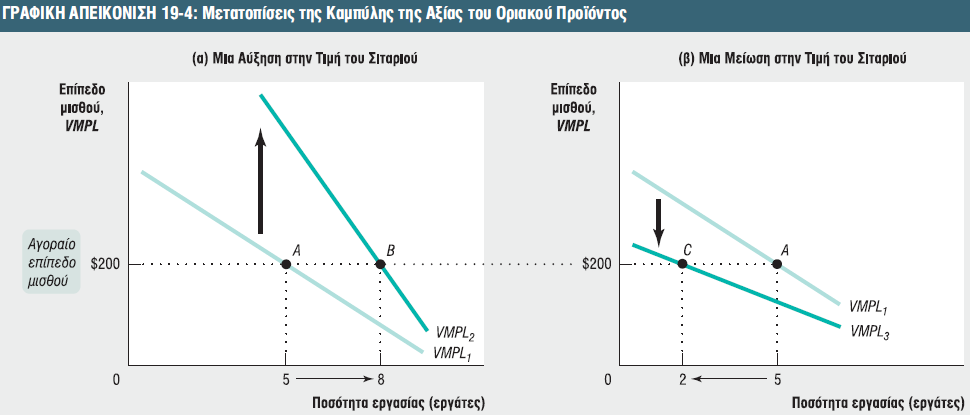 ΓΡΑΦΙΚΗ ΑΠΕΙΚΟΝΙΣΗ 19-4: Μετατοπίσεις της Καμπύλης της Αξίας του Οριακού Προϊόντος
(α) Μια Αύξηση στην Τιμή του Σιταριού
Επίπεδο
μισθού,
VMPL
Αγοραίο
επίπεδο
μισθού
$200
A
B
VMPL2
VMPL1
0
5
8
Ποσότητα εργασίας (εργάτες)
(β) Μια Μείωση στην Τιμή του Σιταριού
Επίπεδο
μισθού,
VMPL
$200
C
A
VMPL1
VMPL3
0
2
5
Ποσότητα εργασίας (εργάτες)